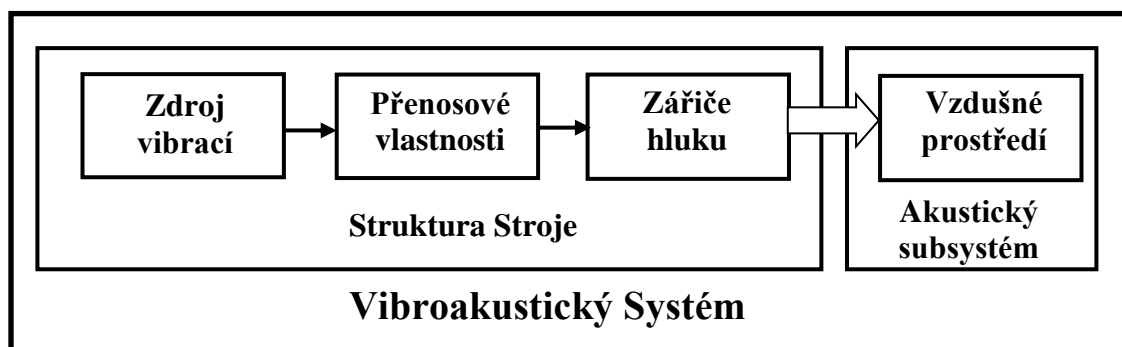 Zdroj
vibrací
Přenosové
vlastnosti
Zářiče
hluku
Vzdušné
prostředí
Struktura Stroje
Akustický
subsystém
Vibroakustický Systém